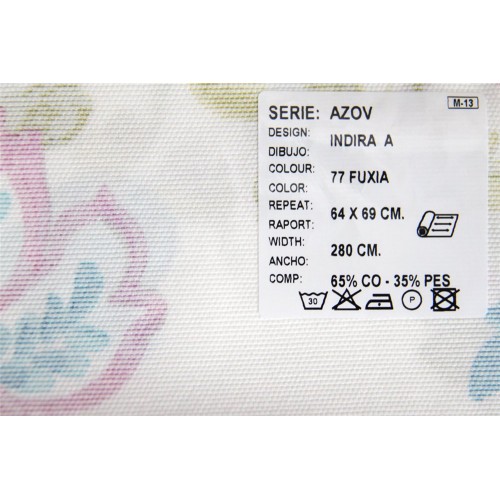 M-13
SERIE: AZOV
DESIGN:
DIBUJO: INDIRA A
COLOUR:
COLOR: 77 FUXIA
REPEAT: 64 X 69 CM.
RAPORT:
WIDTH:
ANCHO: 280 CM.
COMP: 65% CO - 35% PES
30 P